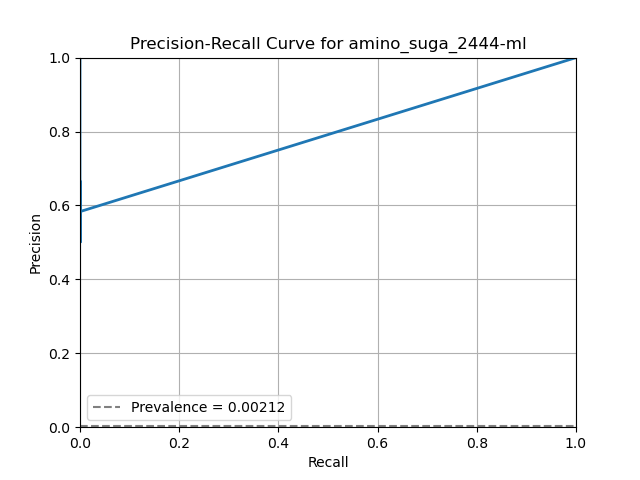 Precision-Recall Curve for amino_suga_2444-ml
1.0
0.8
0.6
0.4
0.2
0.0
Precision
Prevalence = 0.00212
0.0 0.2 0.4 0.6 0.8 1.0
Recall